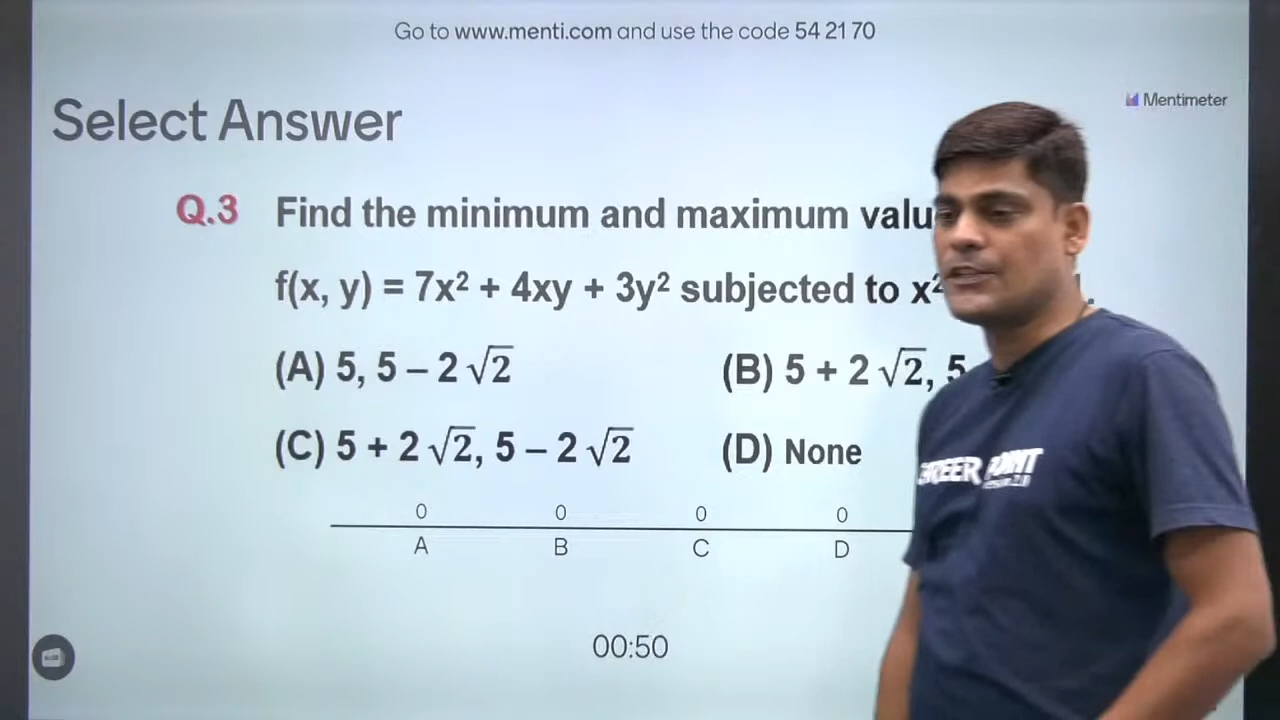 Go to www.menti.com and use the code 54 21 70
Mentimeter
Select Answer
Q.3 Find the minimum and maximum
f(x, y) = 7x² + 4xy + 3y² subjected to
(A) 5, 5 – 2 √2
(B) 5 + 2 √2, 5
(C) 5 + 2 √2, 5 – 2 √2
(D) None
0 0 0 0
A B C D
00:50
CAREER POINT